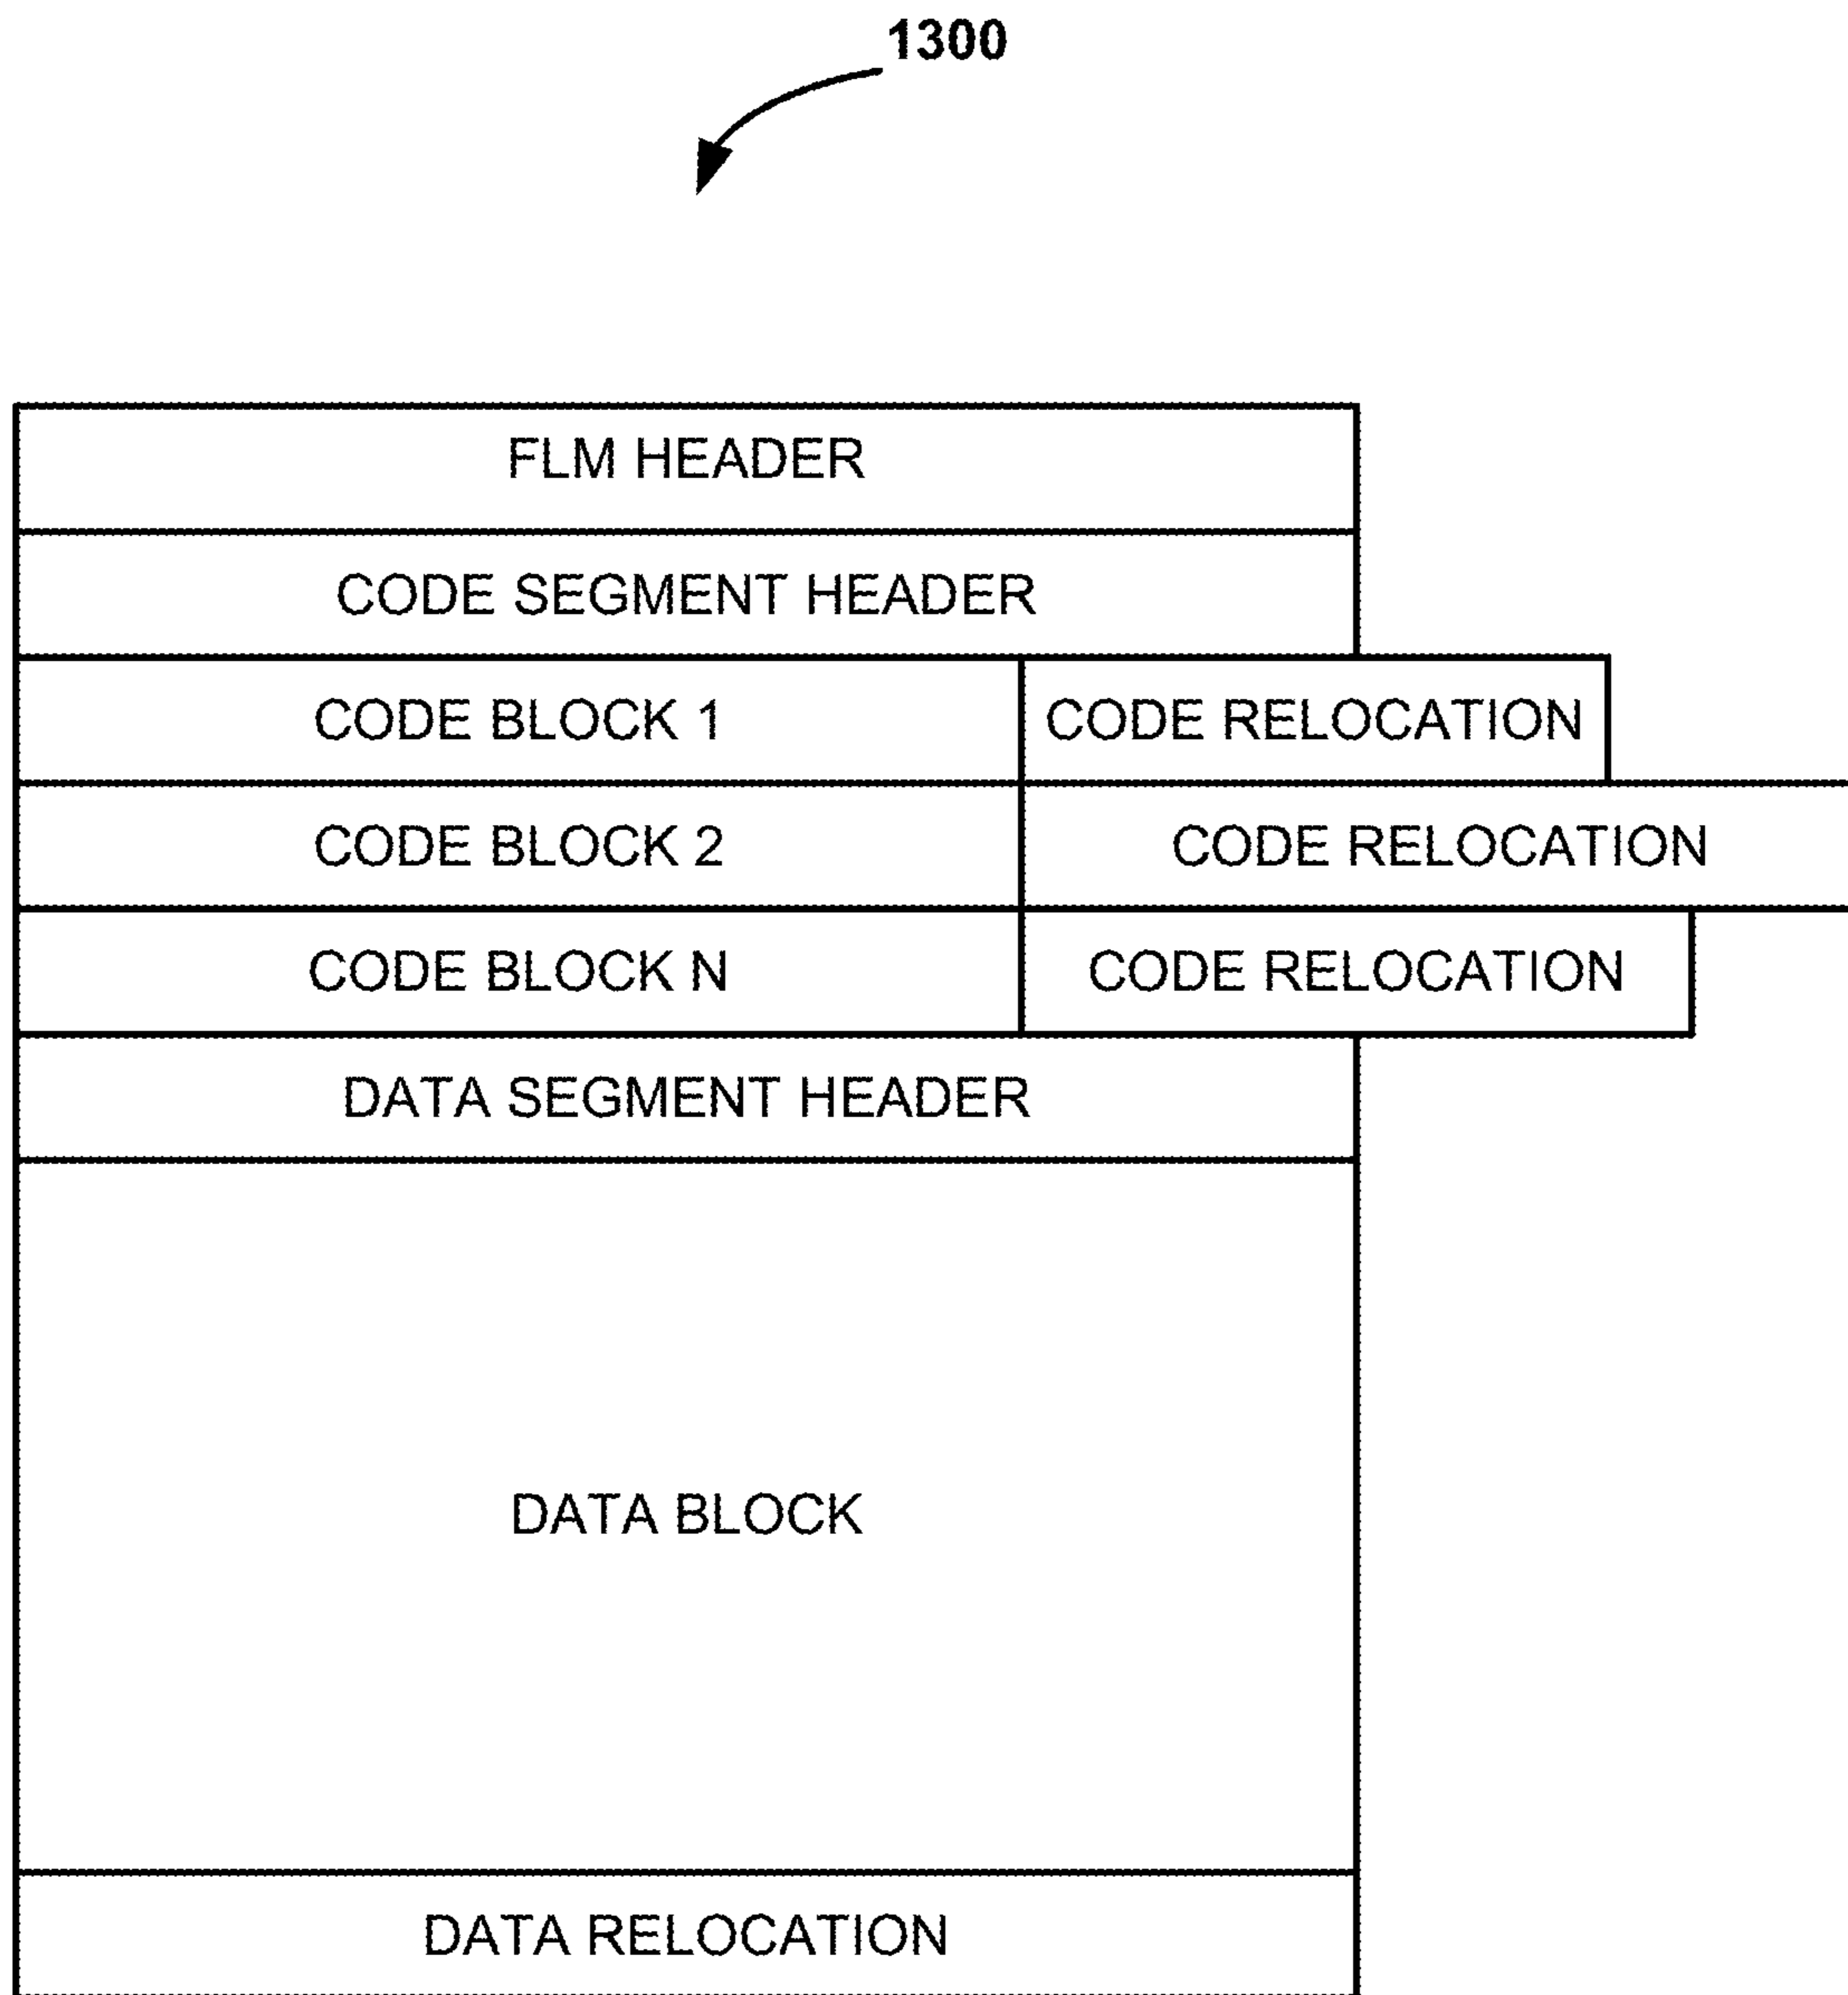 1300
FLM HEADER
CODE SEGMENT HEADER
CODE BLOCK 1 CODE RELOCATION
CODE BLOCK 2 CODE RELOCATION
CODE BLOCK N CODE RELOCATION
DATA SEGMENT HEADER
DATA BLOCK
DATA RELOCATION